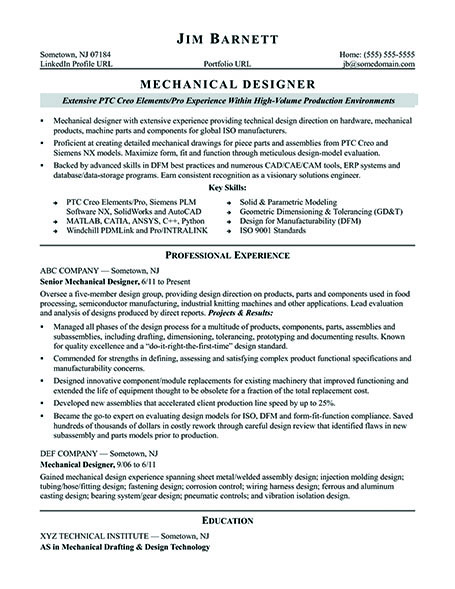 JIM BARNETT
Sometown, NJ 07184 Home: (555) 555-5555
LinkedIn Profile URL Portfolio URL jb@somedomain.com
MECHANICAL DESIGNER
Extensive PTC Creo Elements/Pro Experience Within High-Volume Production Environments
▪ Mechanical designer with extensive experience providing technical design direction on hardware, mechanical
products, machine parts and components for global ISO manufacturers.
▪ Proficient at creating detailed mechanical drawings for piece parts and assemblies from PTC Creo and
Siemens NX models. Maximize form, fit and function through meticulous design modeling.
▪ Backed by advanced skills in DFM best practices and numerous CAD/CAE/CAM tools, ERP systems and
database/data-storage programs. Earn consistent recognition as a visionary solutions engineer.
Key Skills:
➔ PTC Creo Elements/Pro, Siemens PLM
Software NX, SolidWorks and AutoCAD
➔ MATLAB, CATIA, ANSYS, C++, Python
➔ Windchill PDMLink and Pro/INTRALINK
➔ Solid & Parametric Modeling
➔ Geometric Dimensioning & Tolerancing (GD&T)
➔ Design for Manufacturability (DFM)
➔ ISO 9001 Standards
PROFESSIONAL EXPERIENCE
ABC COMPANY — Sometown, NJ
Senior Mechanical Designer, 6/11 to Present
Oversee a five-member design group, providing design direction on products, parts and components used in food
processing, semiconductor manufacturing, industrial knitting machines and other applications. Lead evaluation
and analysis of designs produced by direct reports. Projects & Results:
▪ Managed all phases of the design process for a multitude of products, components, parts, assemblies and
subassemblies, including drawing, dimensioning, tolerancing, prototyping and documenting results. Known
for quality excellence and a “do-it-right-the-first-time” design standard.
▪ Commended for strengths in defining, assessing and satisfying complex product functional specifications and
manufacturability concerns.
▪ Designed innovative component/module replacements for existing machinery that improved functioning and
extended the life of equipment thought to be obsolete for a fraction of the total replacement cost.
▪ Developed new assemblies that accelerated client production line speed by up to 25%.
▪ Became the go-to expert on evaluating design models for ISO, DFM and form-fit-function compliance. Saved
hundreds of thousands of dollars in costly rework through careful design review prior to new build
subassembly and parts models prior to production.
DEF COMPANY — Sometown, NJ
Mechanical Designer, 9/06 to 6/11
Gained mechanical design experience spanning sheet metal/welded assembly design; injection molding design;
tubing/hose/fitting design; fastening design; corrosion control; wiring harness design; ferrous and aluminum
casting design; bearing system/gear design; pneumatic controls; and vibration isolation design.
EDUCATION
XYZ TECHNICAL INSTITUTE — Sometown, NJ
AS in Mechanical Drafting & Design Technology